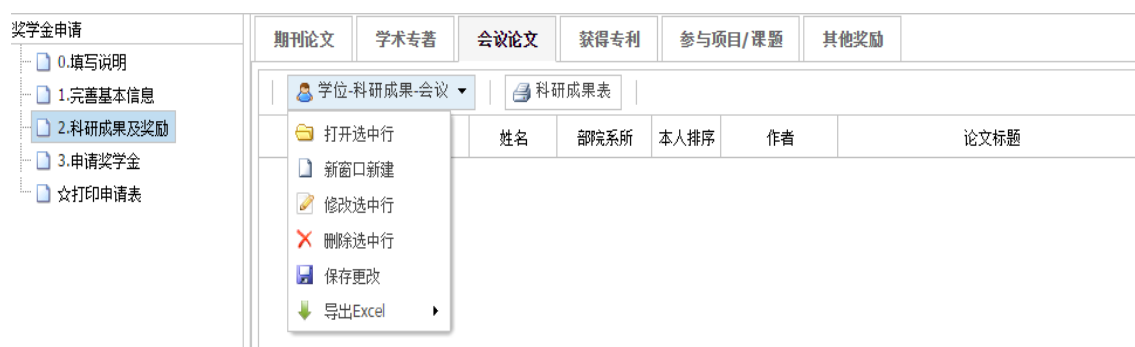 奖学金申请
0.填写说明
1.完善基本信息
2.科研成果及奖励
3.申请奖学金
☆打印申请表
期刊论文 学术专著 会议论文 获得专利 参与项目/课题 其他奖励
学位-科研成果-会议 科研成果表
姓名 部院系所 本人排序 作者 论文标题
打开选中行
新窗口新建
修改选中行
删除选中行
保存更改
导出Excel